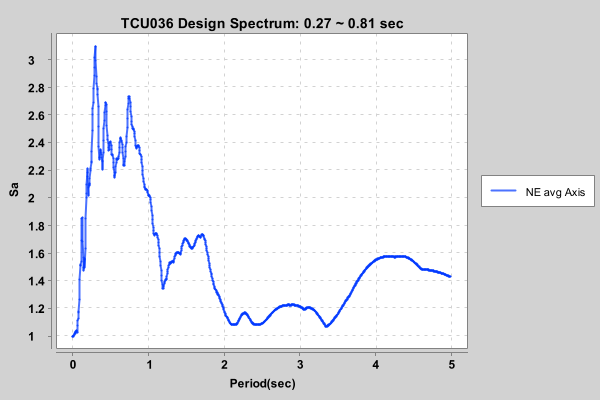 TCU036 Design Spectrum: 0.27 ~ 0.81 sec
3
2.8
2.6
2.4
2.2
2
1.8
1.6
1.4
1.2
1
Sa
0 1 2 3 4 5
Period(sec)
NE avg Axis